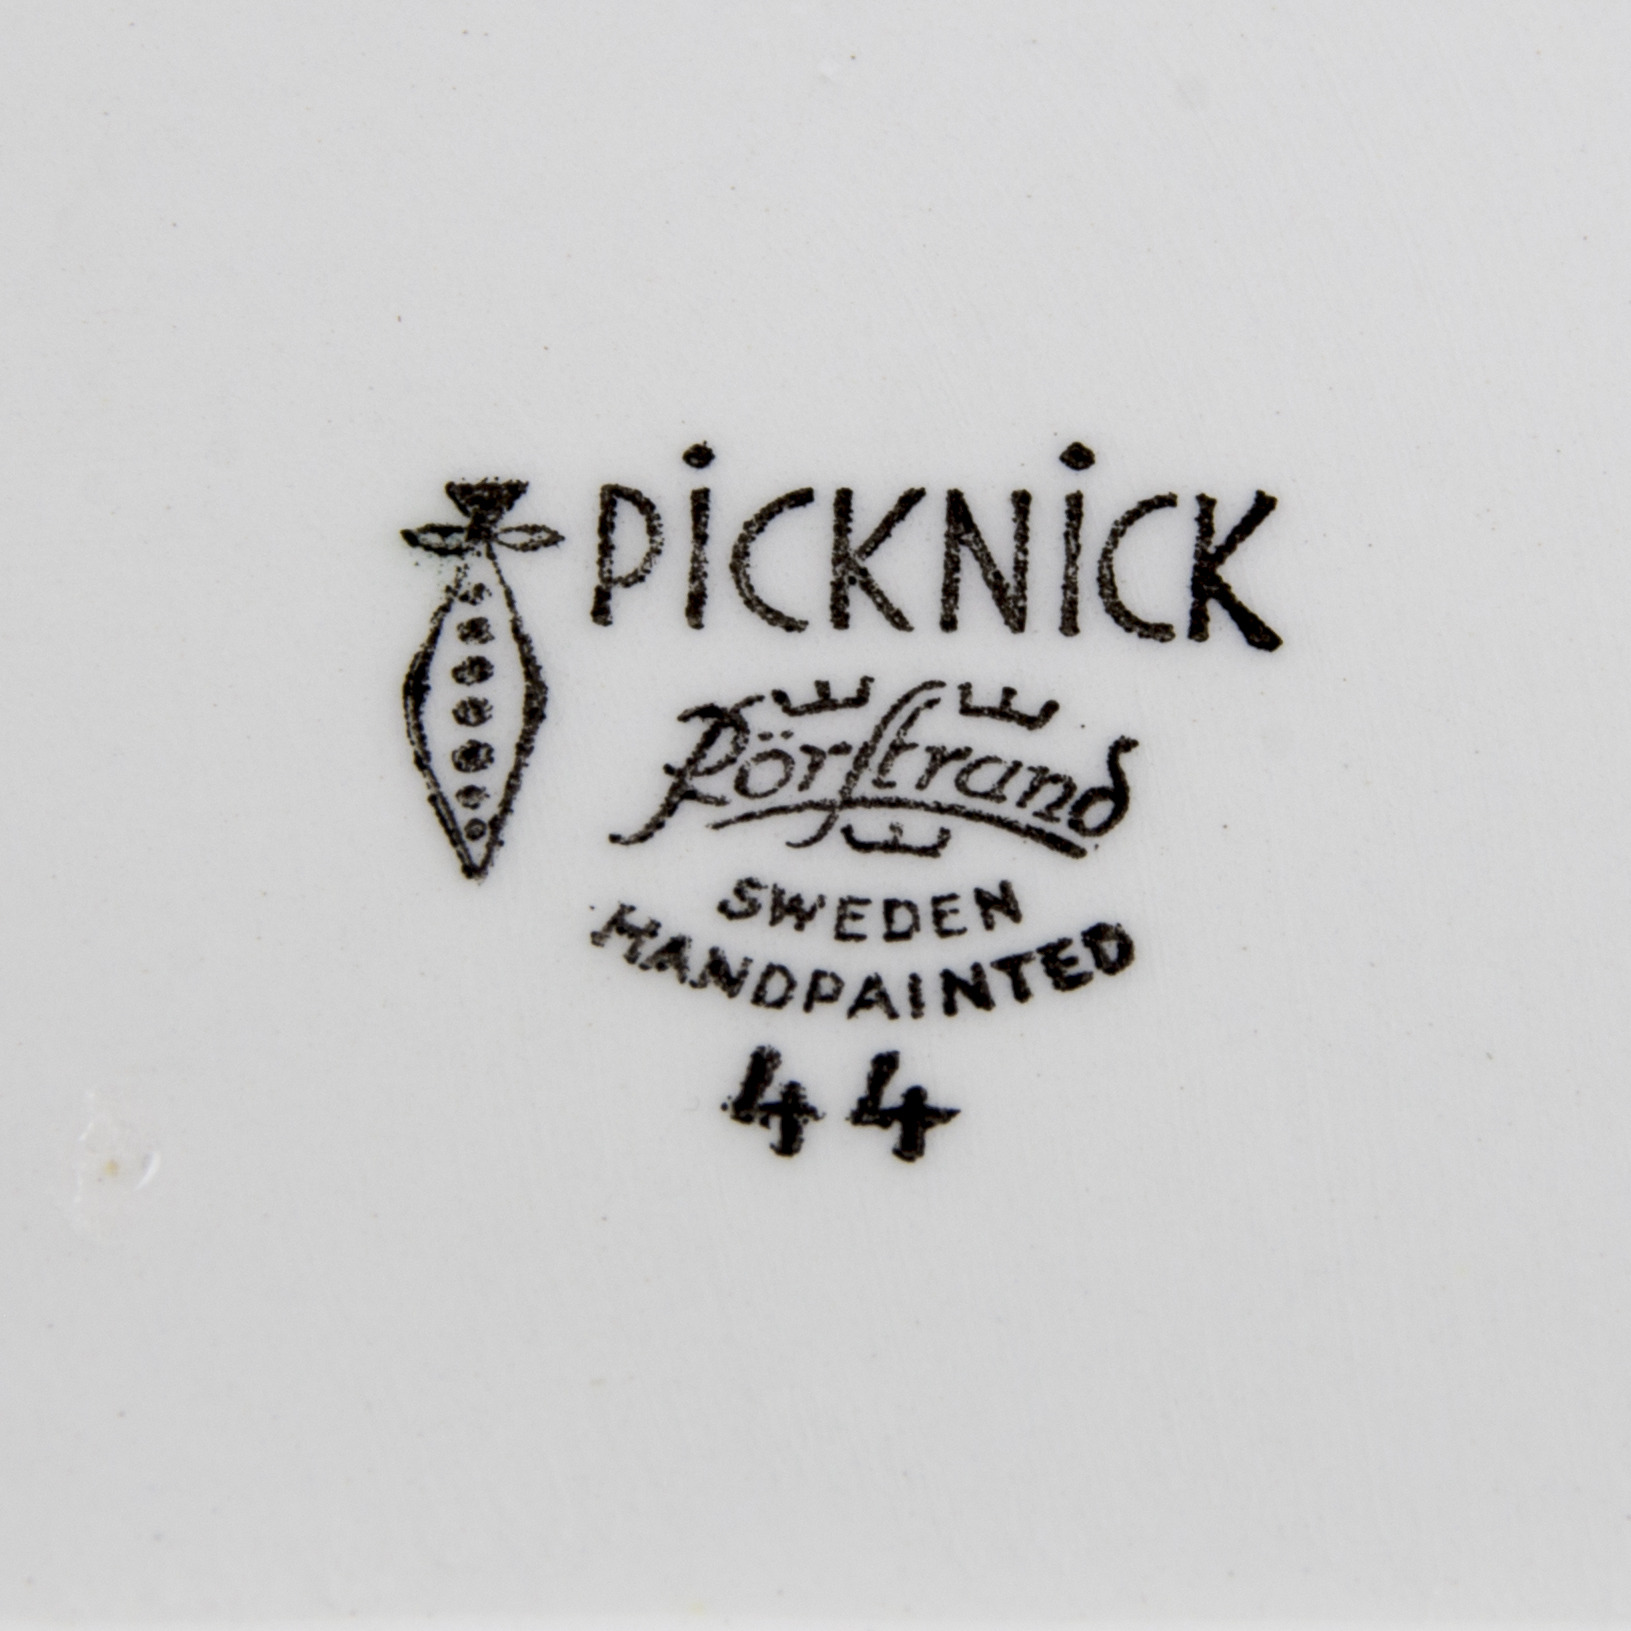 PiCKNiCK
Rörstrand
SWEDEN
HANDPAINTED
44